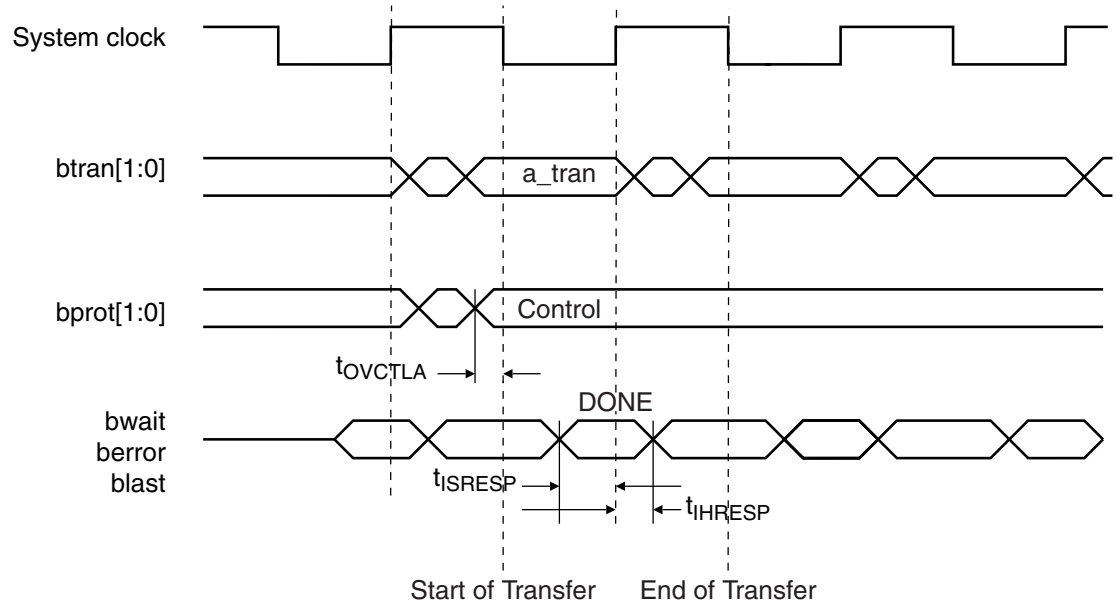 System clock
btran[1:0]
a_tran
bprot[1:0]
Control
tOVCTLA
DONE
bwait
berror
blast
tISRESP
tIHRESP
Start of Transfer
End of Transfer